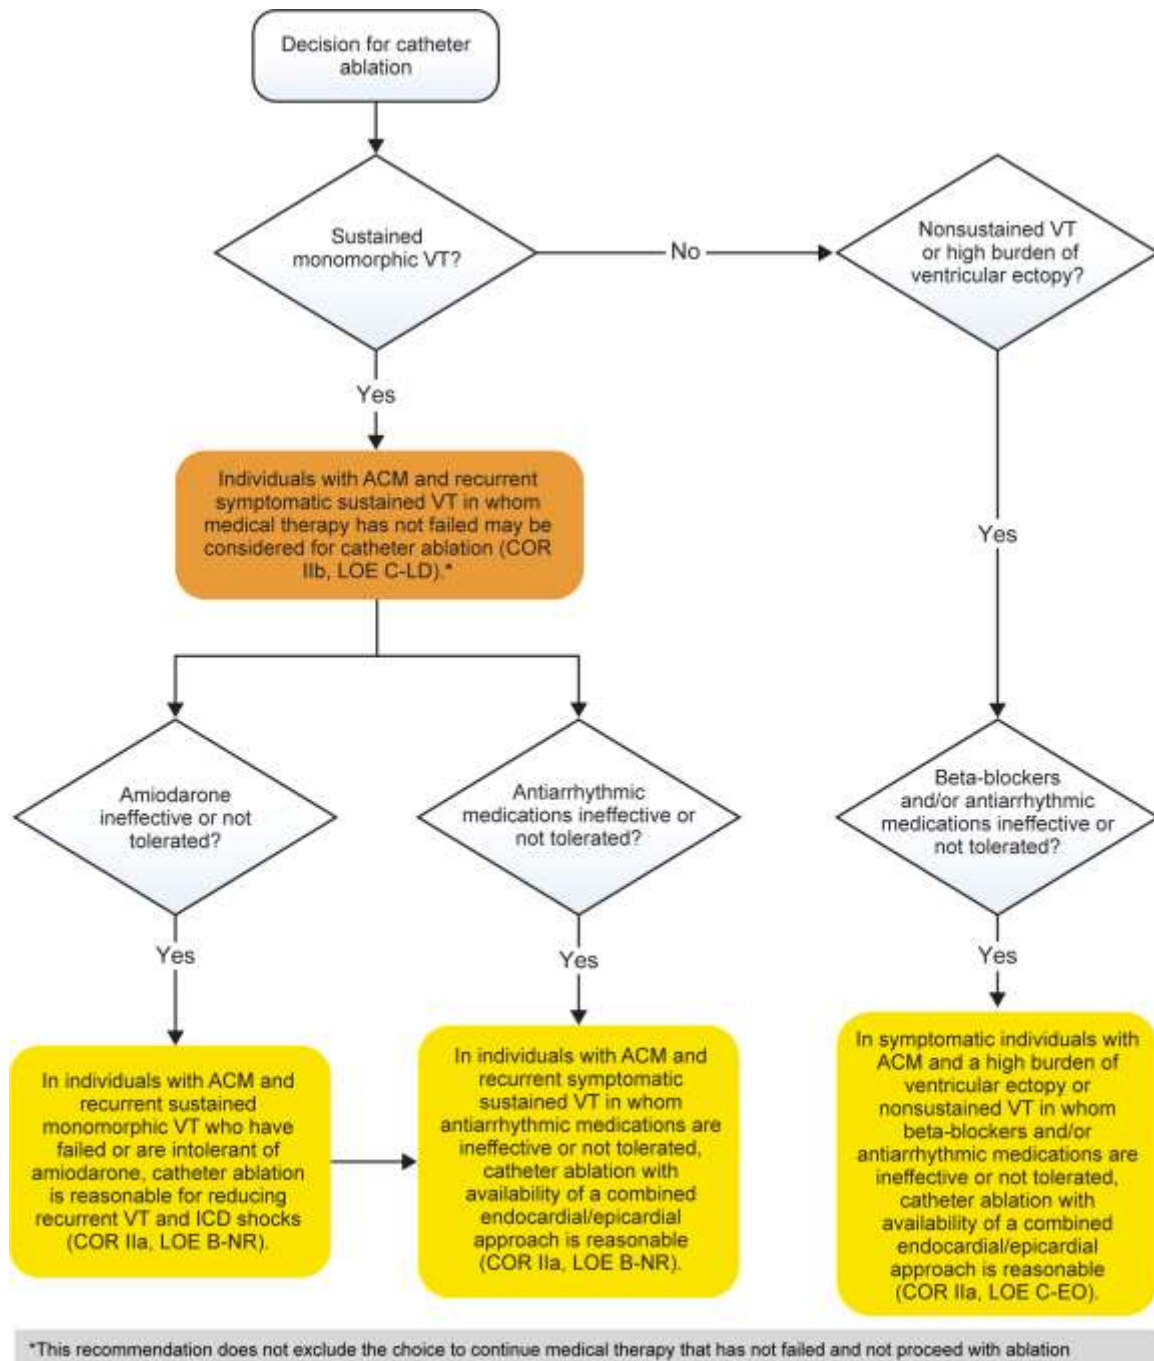 Decision for catheter
ablation
Sustained
monomorphic VT?
No
Nonsustained VT
or high burden of
ventricular ectopy?
Yes
Individuals with ACM and recurrent
symptomatic sustained VT in whom
medical therapy has not failed may be
considered for catheter ablation (COR
IIb, LOE C-LD).*
Yes
Amiodarone
ineffective or not
tolerated?
Antiarrhythmic
medications ineffective or
not tolerated?
Beta-blockers
and/or antiarrhythmic
medications ineffective or
not tolerated?
Yes
Yes
Yes
In individuals with ACM and
recurrent sustained
monomorphic VT who have
failed or are intolerant of
amiodarone, catheter ablation
is reasonable for reducing
recurrent VT and ICD shocks
(COR IIa, LOE B-NR).
In individuals with ACM and
recurrent symptomatic
sustained VT in whom
antiarrhythmic medications are
ineffective or not tolerated,
catheter ablation with
availability of a combined
endocardial/epicardial
approach is reasonable
(COR IIa, LOE B-NR).
In symptomatic individuals with
ACM and a high burden of
ventricular ectopy or
nonsustained VT in whom
beta-blockers and/or
antiarrhythmic medications are
ineffective or not tolerated,
catheter ablation with
availability of a combined
endocardial/epicardial
approach is reasonable
(COR IIa, LOE C-EO).
*This recommendation does not exclude the choice to continue medical therapy that has not failed and not proceed with ablation